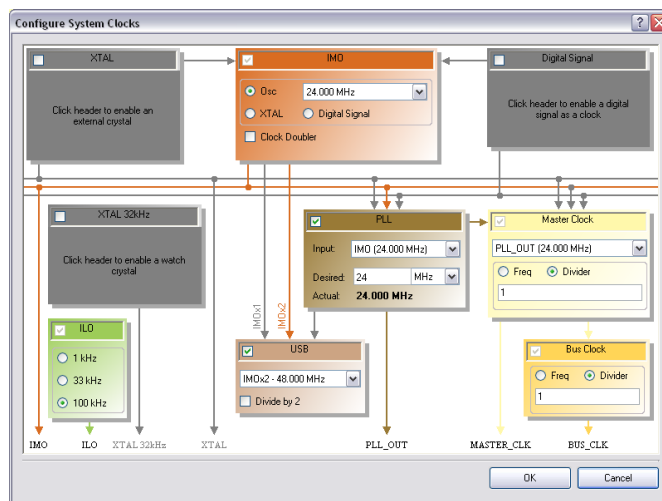 Configure System Clocks
XTAL
Click header to enable an
external crystal
IMO
Osc
24.000 MHz
XTAL
Digital Signal
Clock Doubler
Digital Signal
Click header to enable a digital
signal as a clock
XTAL 32kHz
Click header to enable a watch
crystal
PLL
Input:
IMO (24.000 MHz)
Desired:
24
MHz
Actual:
24.000 MHz
Master Clock
PLL_OUT (24.000 MHz)
Freq
Divider
1
IMOx1
IMOx2
ILO
1 kHz
33 kHz
100 kHz
USB
IMOx2 - 48.000 MHz
Divide by 2
Bus Clock
Freq
Divider
1
IMO
ILO
XTAL32kHz
XTAL
PLL_OUT
MASTER_CLK
BUS_CLK
OK
Cancel